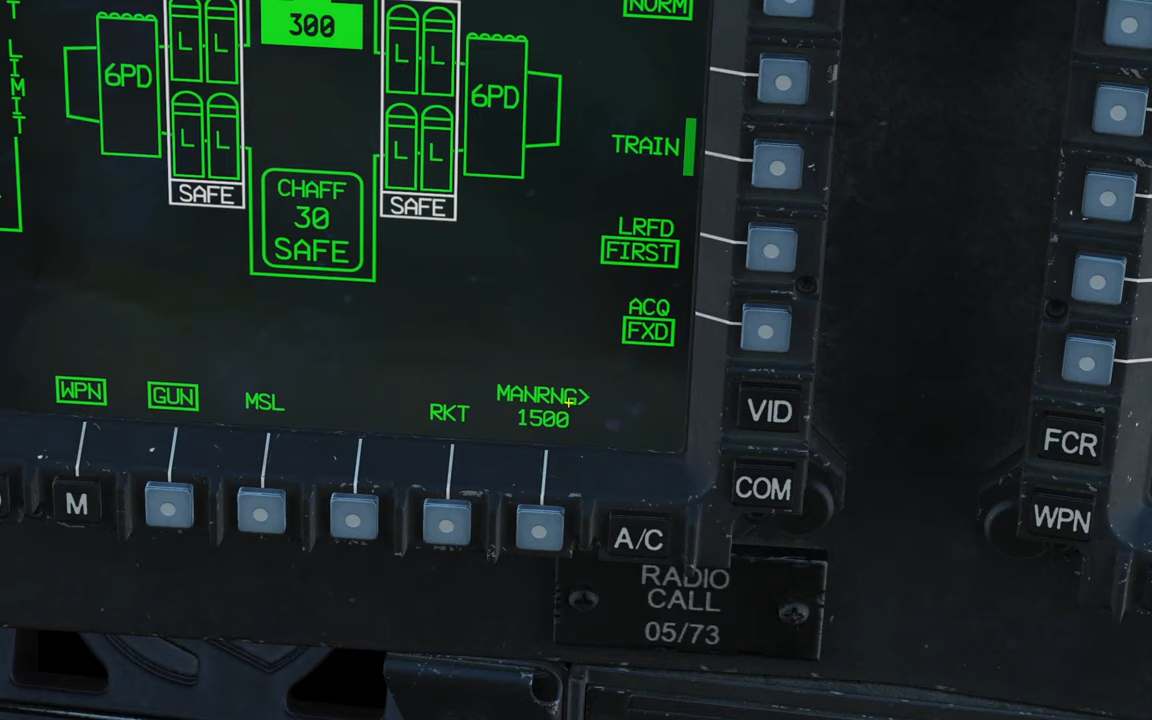 T LIMIT
NORM
300
6PD
L L
L L
L L
L L
6PD
SAFE
SAFE
CHAFF
30
SAFE
TRAIN
LRFD
FIRST
ACQ
FXD
WPN
GUN
MSL
RKT
MANRNG>
1500
M
A/C
VID
COM
FCR
WPN
RADIO
CALL
05/73